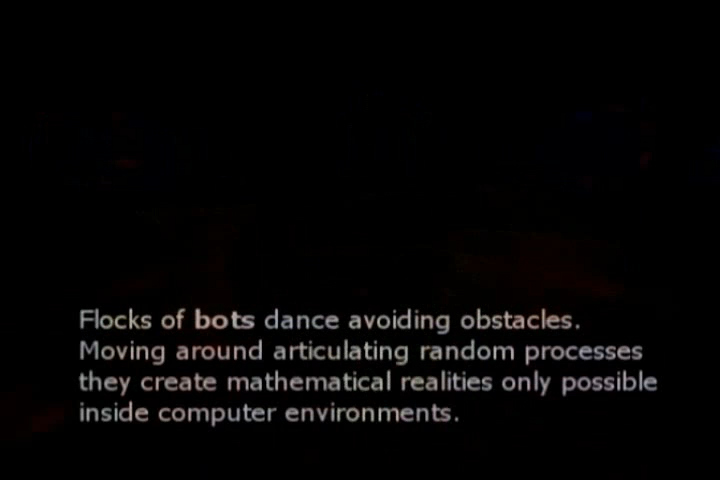 Flocks of bots dance avoiding obstacles.
Moving around articulating random processes
they create mathematical realities only possible
inside computer environments.